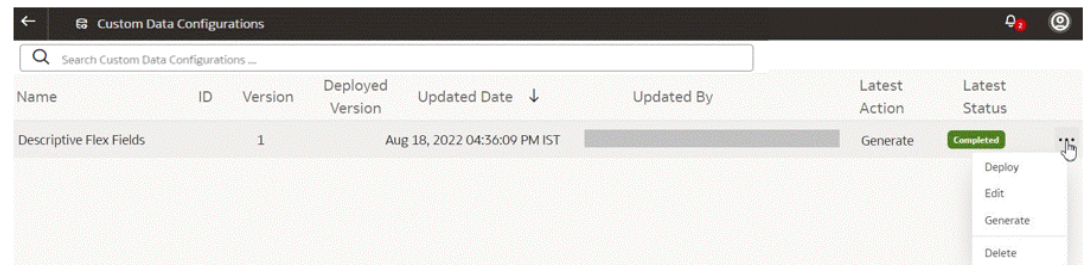 Custom Data Configurations
2
Search Custom Data Configurations ...
Name ID Version Deployed Version Updated Date ↓ Updated By Latest Action Latest Status
Descriptive Flex Fields 1 Aug 18, 2022 04:36:09 PM IST Generate Completed ...
Deploy
Edit
Generate
Delete